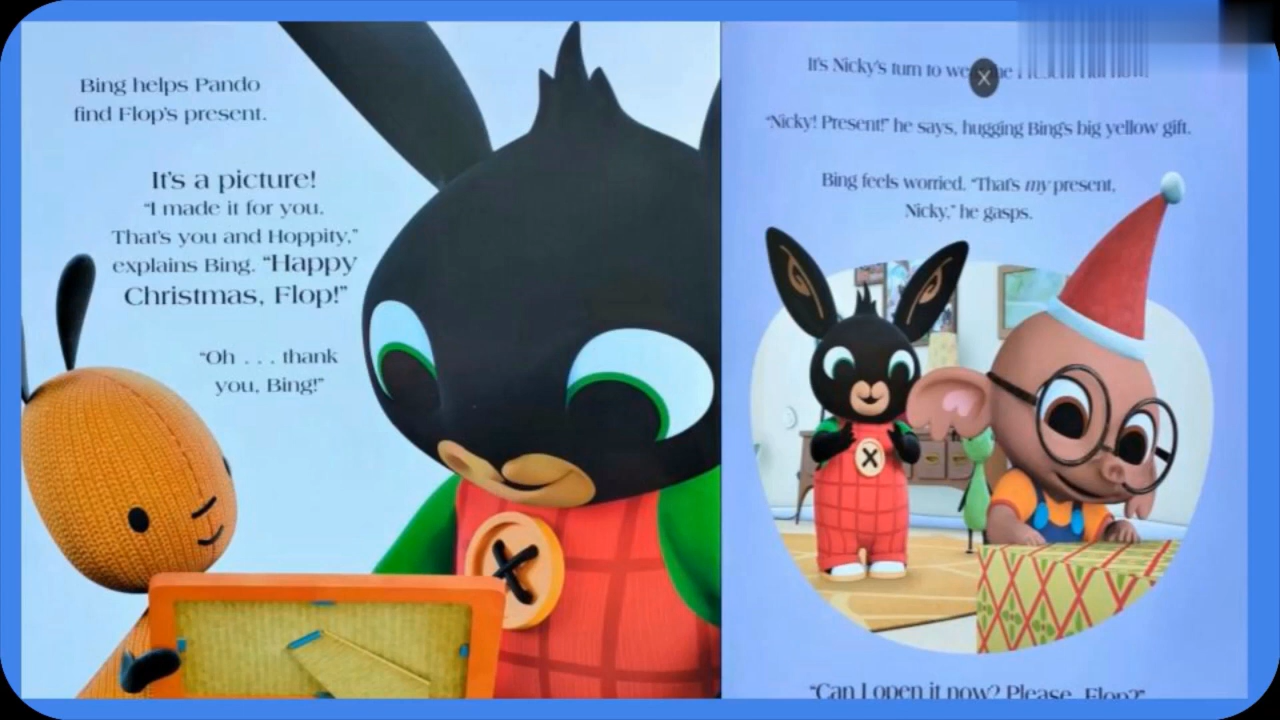 Bing helps Pando
find Flop's present.
It's a picture!
"I made it for you.
That's you and Hoppity,"
explains Bing. "Happy
Christmas, Flop!"
"Oh . . . thank
you, Bing!"
It's Nicky's turn to
"Nicky! Present!" he says, hugging Bing's big yellow gift.
Bing feels worried. "That's my present,
Nicky," he gasps.
"Can I open it now? Please, Flop?"